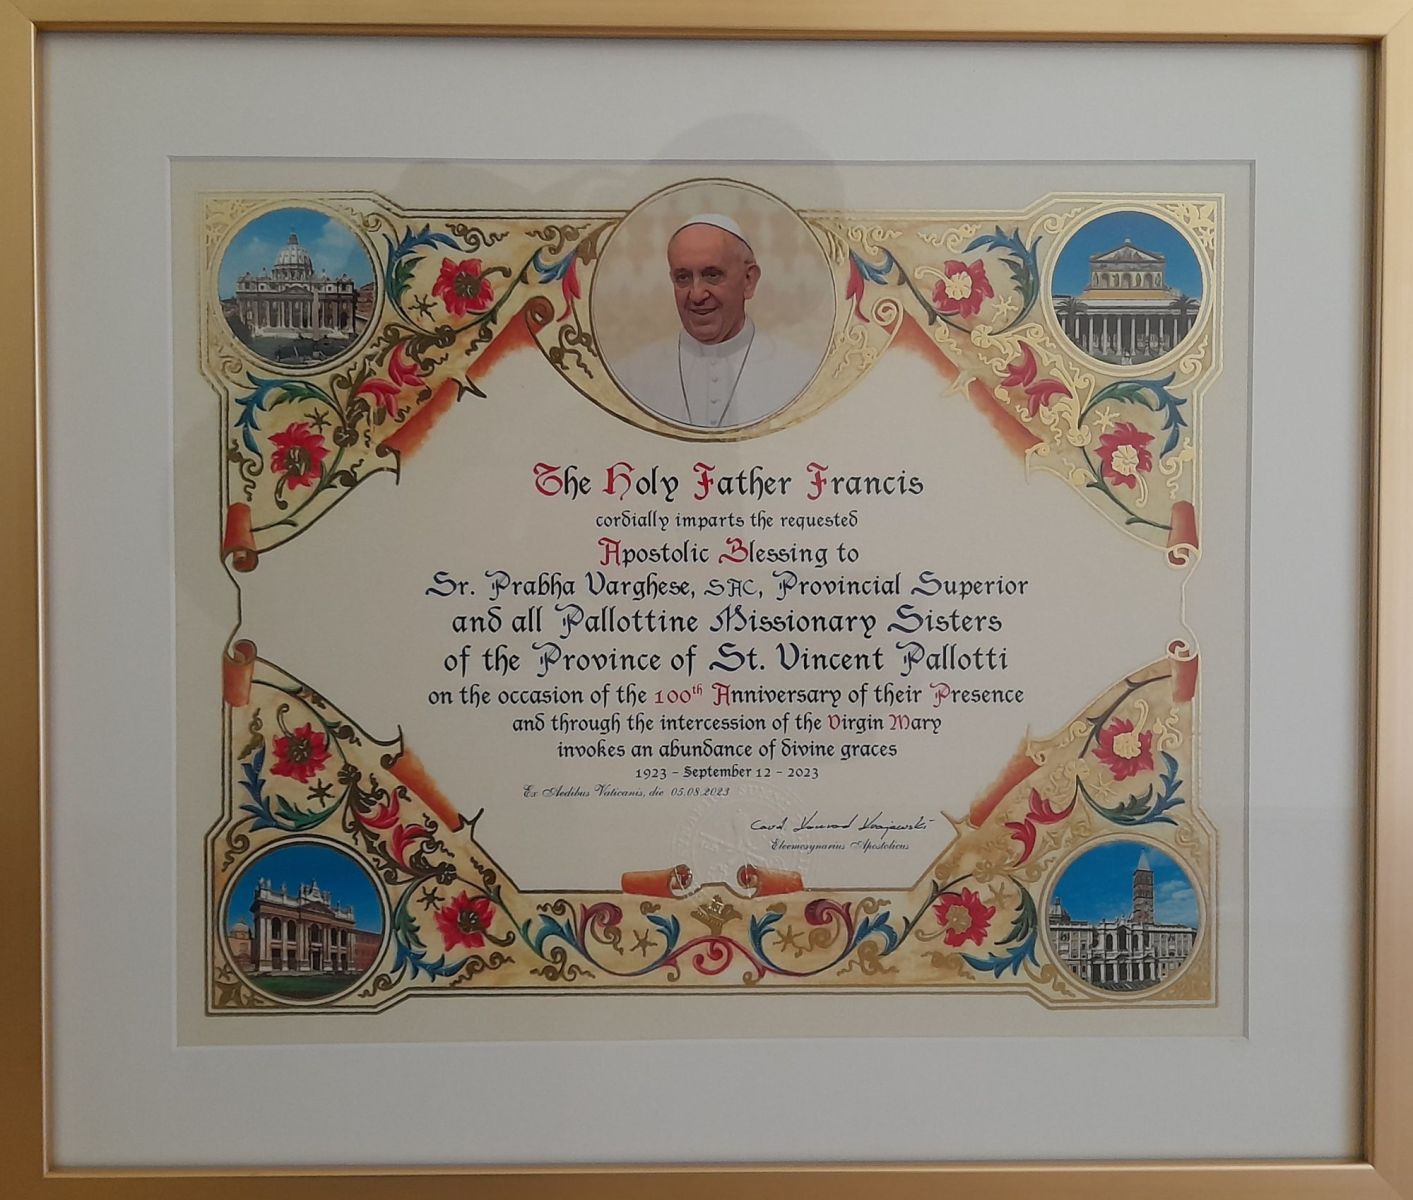 The Holy Father Francis
cordially imparts the requested
Apostolic Blessing to
Sr. Prabha Varghese, SAC, Provincial Superior
and all Pallottine Missionary Sisters
of the Province of St. Vincent Pallotti
on the occasion of the 100th Anniversary of their Presence
and through the intercession of the Virgin Mary
invokes an abundance of divine graces
1923 - September 12 - 2023
Ex Aedibus Vaticanis, die 05.08.2023
Card Konrad Krajewski
Eleemosynarius Apostolicus